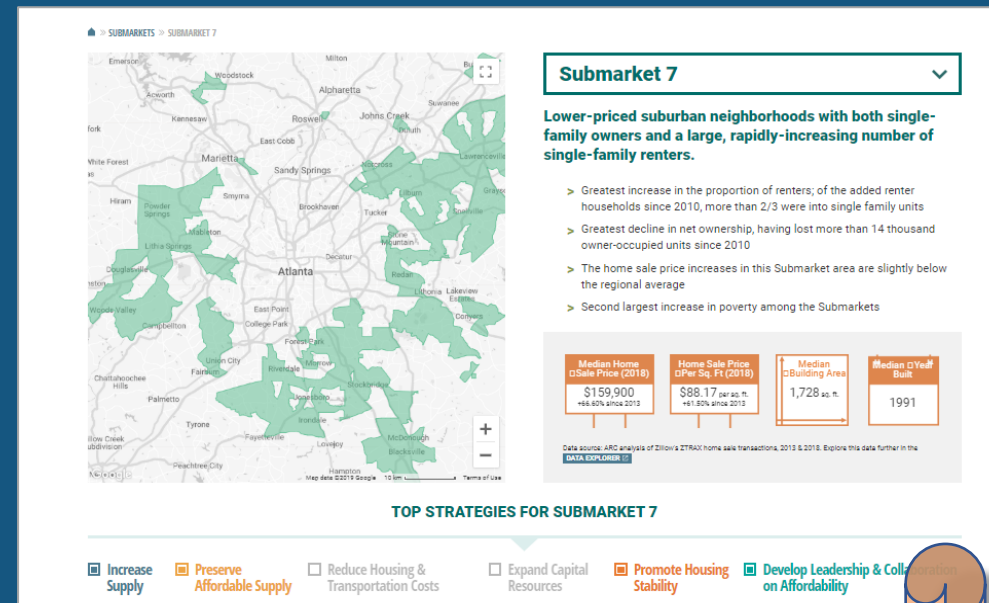 » SUBMARKETS » SUBMARKET 7
Submarket 7
Lower-priced suburban neighborhoods with both single-
family owners and a large, rapidly-increasing number of
single-family renters.
> Greatest increase in the proportion of renters; of the added renter
households since 2010, more than 2/3 were into single family units
> Greatest decline in net ownership, having lost more than 14 thousand
owner-occupied units since 2010
> The home sale price increases in this Submarket area are slightly below
the regional average
> Second largest increase in poverty among the Submarkets
Median Home
Sale Price (2018)
$159,900
+66.60% since 2013
Home Sale Price
Per Sq. Ft (2018)
$88.17 per sq. ft.
+61.50% since 2013
Median
Building Area
1,728 sq. ft.
Median Year
Built
1991
Data source: ARC analysis of Zillow's ZTRAX home sale transactions, 2013 & 2018. Explore this data further in the
DATA EXPLORER
Emerson
Milton
Woodstock
Acworth
Alpharetta
Suwanee
Kennesaw
Roswell
Johns Creek
Duluth
East Cobb
White Forest
Marietta
Sandy Springs
Norcross
Lawrenceville
Hiram
Powder
Springs
Smyrna
Brookhaven
Tucker
Lilburn
Snellville
Mableton
Stone
Mountain
Lithia Springs
Decatur
Douglasville
Atlanta
Redan
Lithonia
Lakeview
Estates
East Point
Conyers
Campbellton
College Park
Forest Park
Union City
Riverdale
Morrow
Chattahoochee
Hills
Fairburn
Stockbridge
Palmetto
Jonesboro
Irondale
Tyrone
Fayetteville
Lovejoy
McDonough
Blacksville
Peachtree City
Hampton
+
−
Map data ©2019 Google
10 km
Terms of Use
TOP STRATEGIES FOR SUBMARKET 7
Increase
Supply
Preserve
Affordable Supply
Reduce Housing &
Transportation Costs
Expand Capital
Resources
Promote Housing
Stability
Develop Leadership & Collaboration
on Affordability